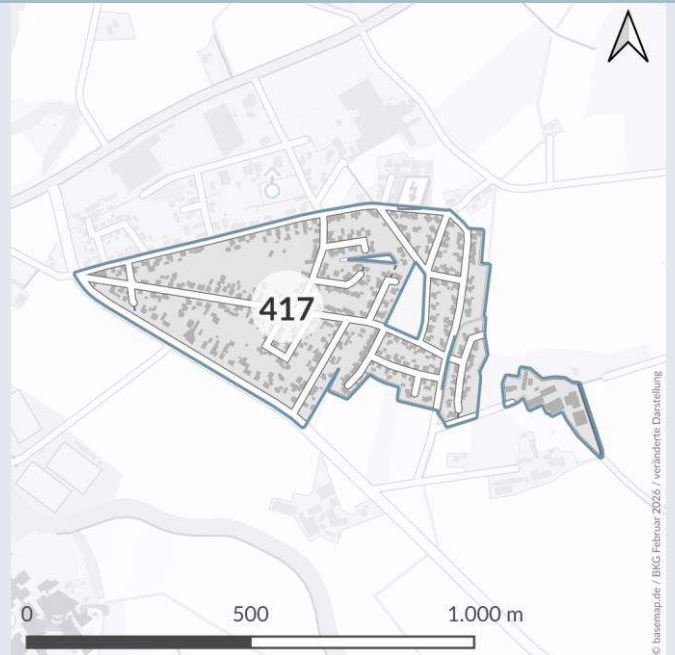 417
0 500 1.000 m
© basemap.de / BKG Februar 2026 / veränderte Darstellung